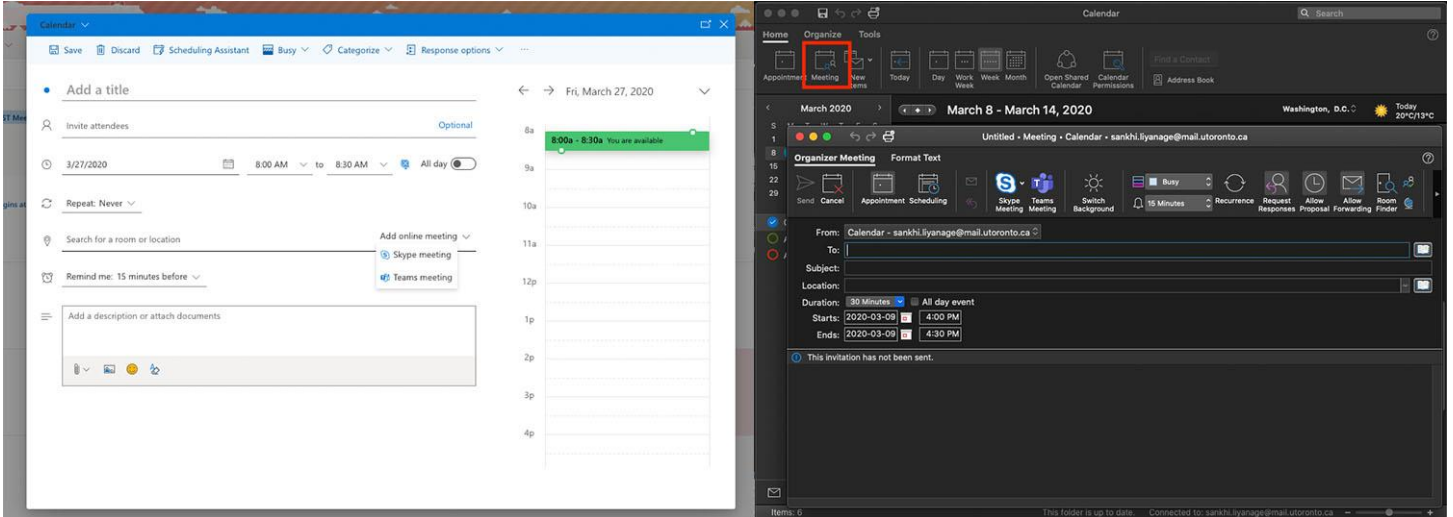 Calendar
Save Discard Scheduling Assistant Busy Categorize Response options ...
Add a title
Invite attendees Optional
3/27/2020 8:00 AM to 8:30 AM All day
Repeat: Never
Search for a room or location Add online meeting
Skype meeting
Teams meeting
Remind me: 15 minutes before
Add a description or attach documents
Fri, March 27, 2020
8a
8:00a - 8:30a You are available
9a
10a
11a
12p
1p
2p
3p
4p
ST Mee
gins at
Calendar
Search
Home Organize Tools
Appointment Meeting New Items Today Day Work Week Week Month Open Shared Calendar Calendar Permissions
Find a Contact
Address Book
March 2020
March 8 - March 14, 2020
Washington, D.C.
Today
20°C/13°C
S M T
1
8
15
22
29
Untitled • Meeting • Calendar • sankhi.liyanage@mail.utoronto.ca
Organizer Meeting Format Text
Send Cancel Appointment Scheduling Skype Meeting Teams Meeting Switch Background
Busy
15 Minutes
Recurrence Request Responses Allow Proposal Allow Forwarding Room Finder
From: Calendar - sankhi.liyanage@mail.utoronto.ca
To:
Subject:
Location:
Duration: 30 Minutes All day event
Starts: 2020-03-09 4:00 PM
Ends: 2020-03-09 4:30 PM
This invitation has not been sent.
Items: 6
This folder is up to date. Connected to: sankhi.liyanage@mail.utoronto.ca